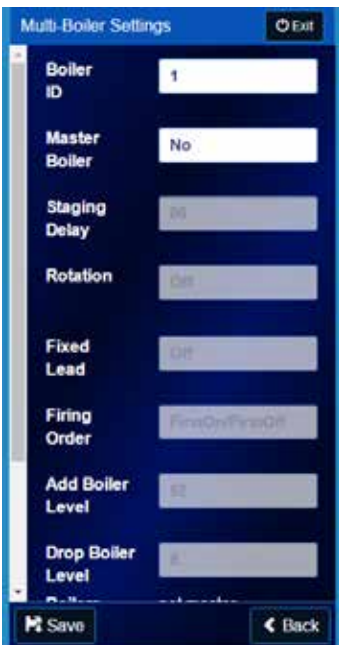 Multi-Boiler Settings
Exit
Boiler
ID
1
Master
Boiler
No
Staging
Delay
Rotation
Off
Fixed
Lead
Off
Firing
Order
FirstOn/FirstOff
Add Boiler
Level
Drop Boiler
Level
Save
Back